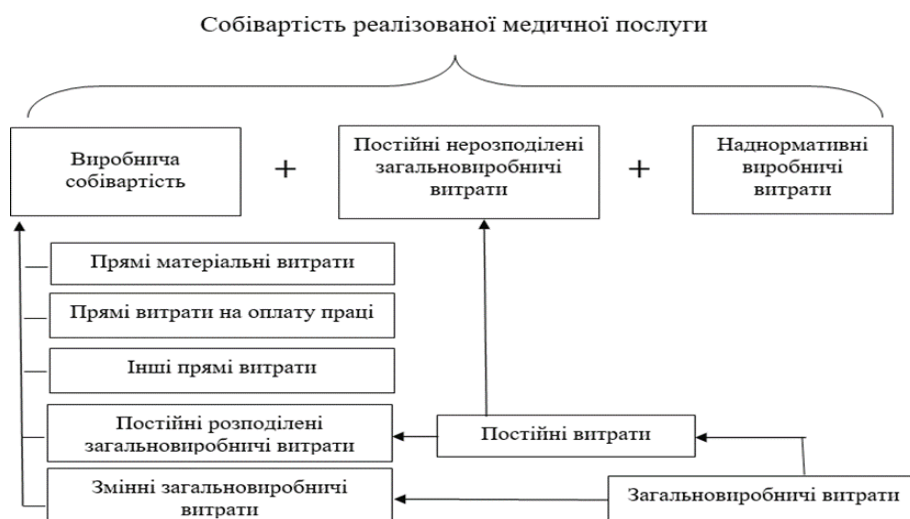 Собівартість реалізованої медичної послуги
Виробнича
собівартість
+
Постійні нерозподілені
загальновиробничі
витрати
+
Наднормативні
виробничі
витрати
Прямі матеріальні витрати
Прямі витрати на оплату праці
Інші прямі витрати
Постійні розподілені
загальновиробничі витрати
Постійні витрати
Змінні загальновиробничі
витрати
Загальновиробничі витрати